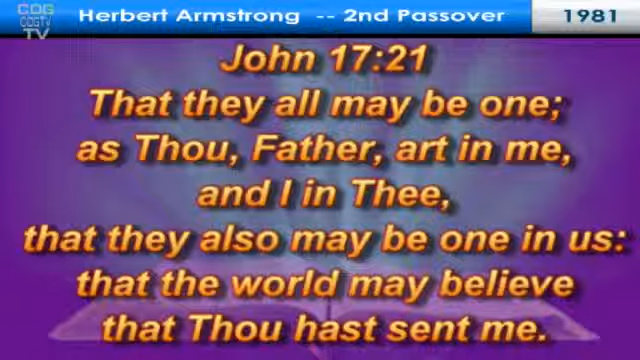 CDG
CDGTV
TV
Herbert Armstrong -- 2nd Passover
1981
John 17:21
That they all may be one;
as Thou, Father, art in me,
and I in Thee,
that they also may be one in us:
that the world may believe
that Thou hast sent me.